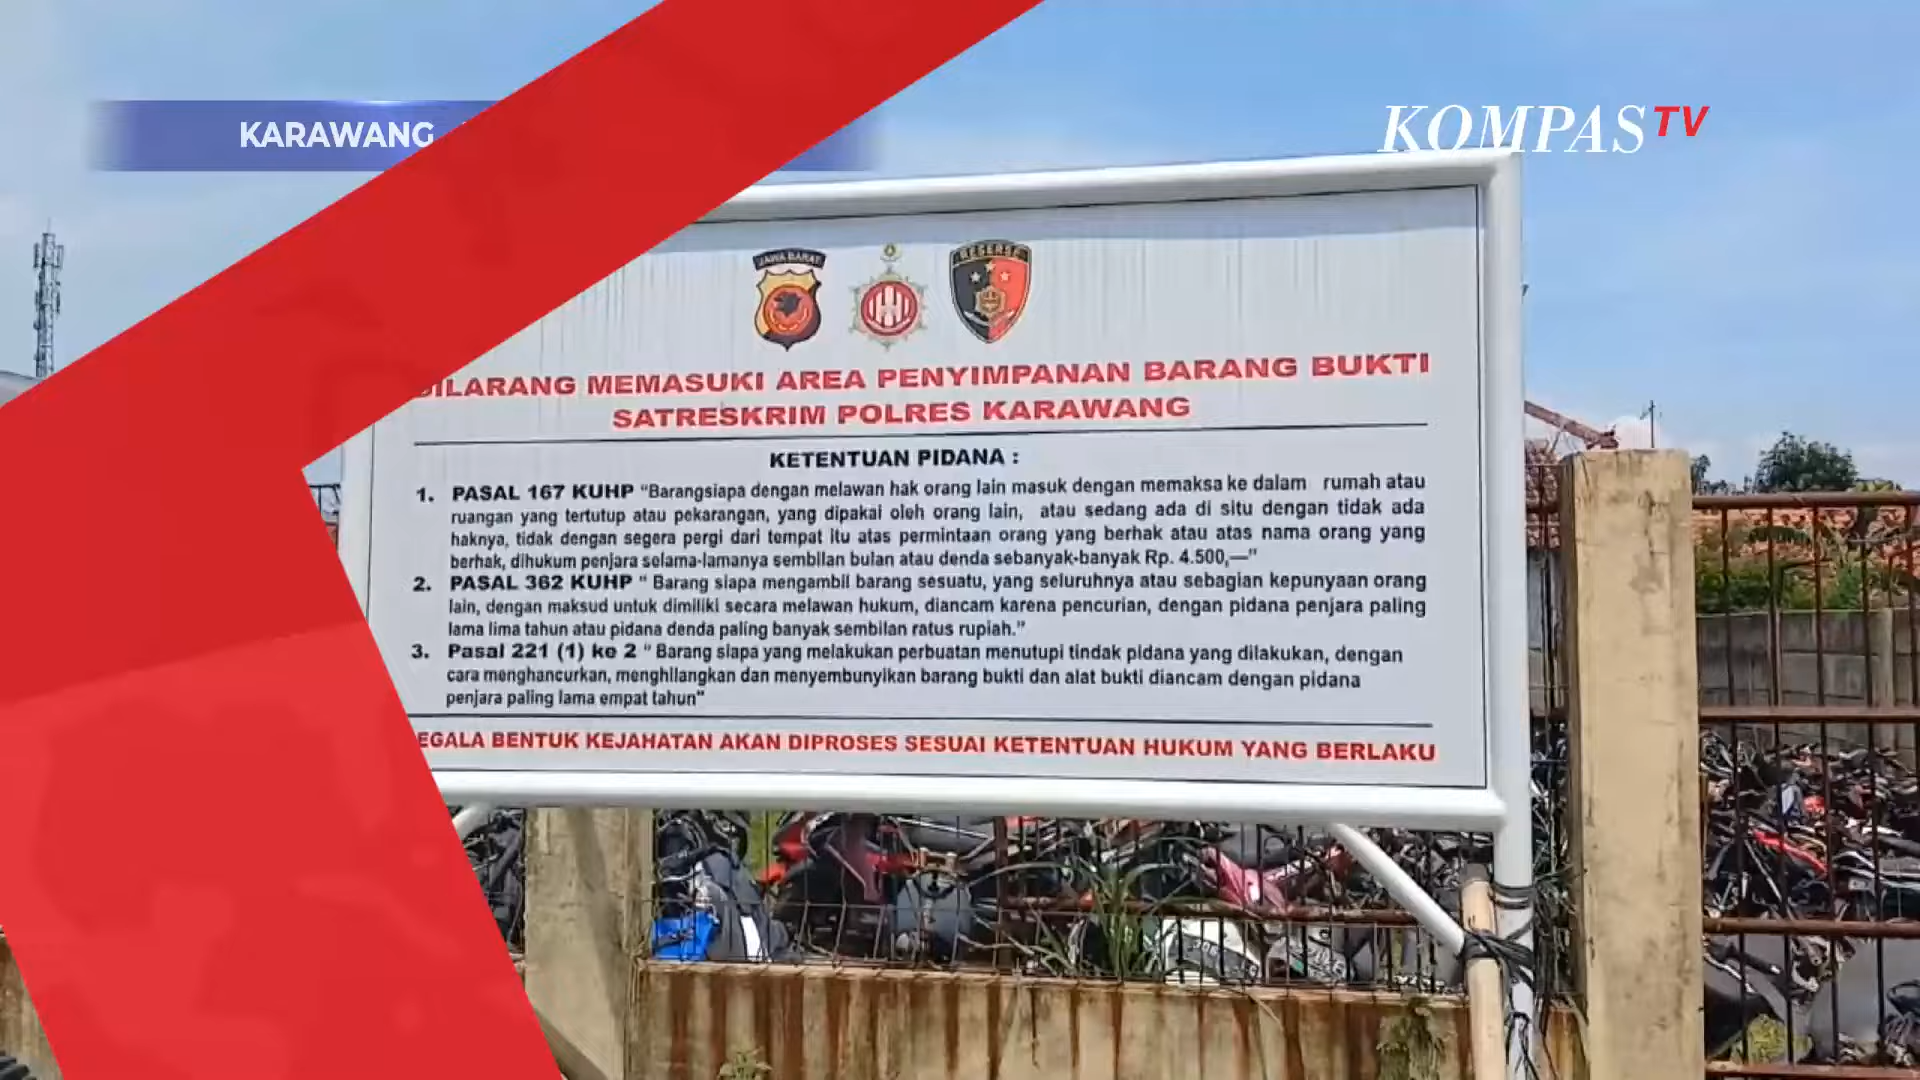 KARAWANG
KOMPAS TV
JAWA BARAT
RESERSE
DILARANG MEMASUKI AREA PENYIMPANAN BARANG BUKTI
SATRESKRIM POLRES KARAWANG
KETENTUAN PIDANA :
1. PASAL 167 KUHP “Barangsiapa dengan melawan hak orang lain masuk dengan memaksa ke dalam rumah atau
ruangan yang tertutup atau pekarangan, yang dipakai oleh orang lain, atau sedang ada di situ dengan tidak ada
haknya, tidak dengan segera pergi dari tempat itu atas permintaan orang yang berhak atau atas nama orang yang
berhak, dihukum penjara selama-lamanya sembilan bulan atau denda sebanyak-banyak Rp. 4.500,—”
2. PASAL 362 KUHP “ Barang siapa mengambil barang sesuatu, yang seluruhnya atau sebagian kepunyaan orang
lain, dengan maksud untuk dimiliki secara melawan hukum, diancam karena pencurian, dengan pidana penjara paling
lama lima tahun atau pidana denda paling banyak sembilan ratus rupiah.”
3. Pasal 221 (1) ke 2 “ Barang siapa yang melakukan perbuatan menutupi tindak pidana yang dilakukan, dengan
cara menghancurkan, menghilangkan dan menyembunyikan barang bukti dan alat bukti diancam dengan pidana
penjara paling lama empat tahun”
EGALA BENTUK KEJAHATAN AKAN DIPROSES SESUAI KETENTUAN HUKUM YANG BERLAKU